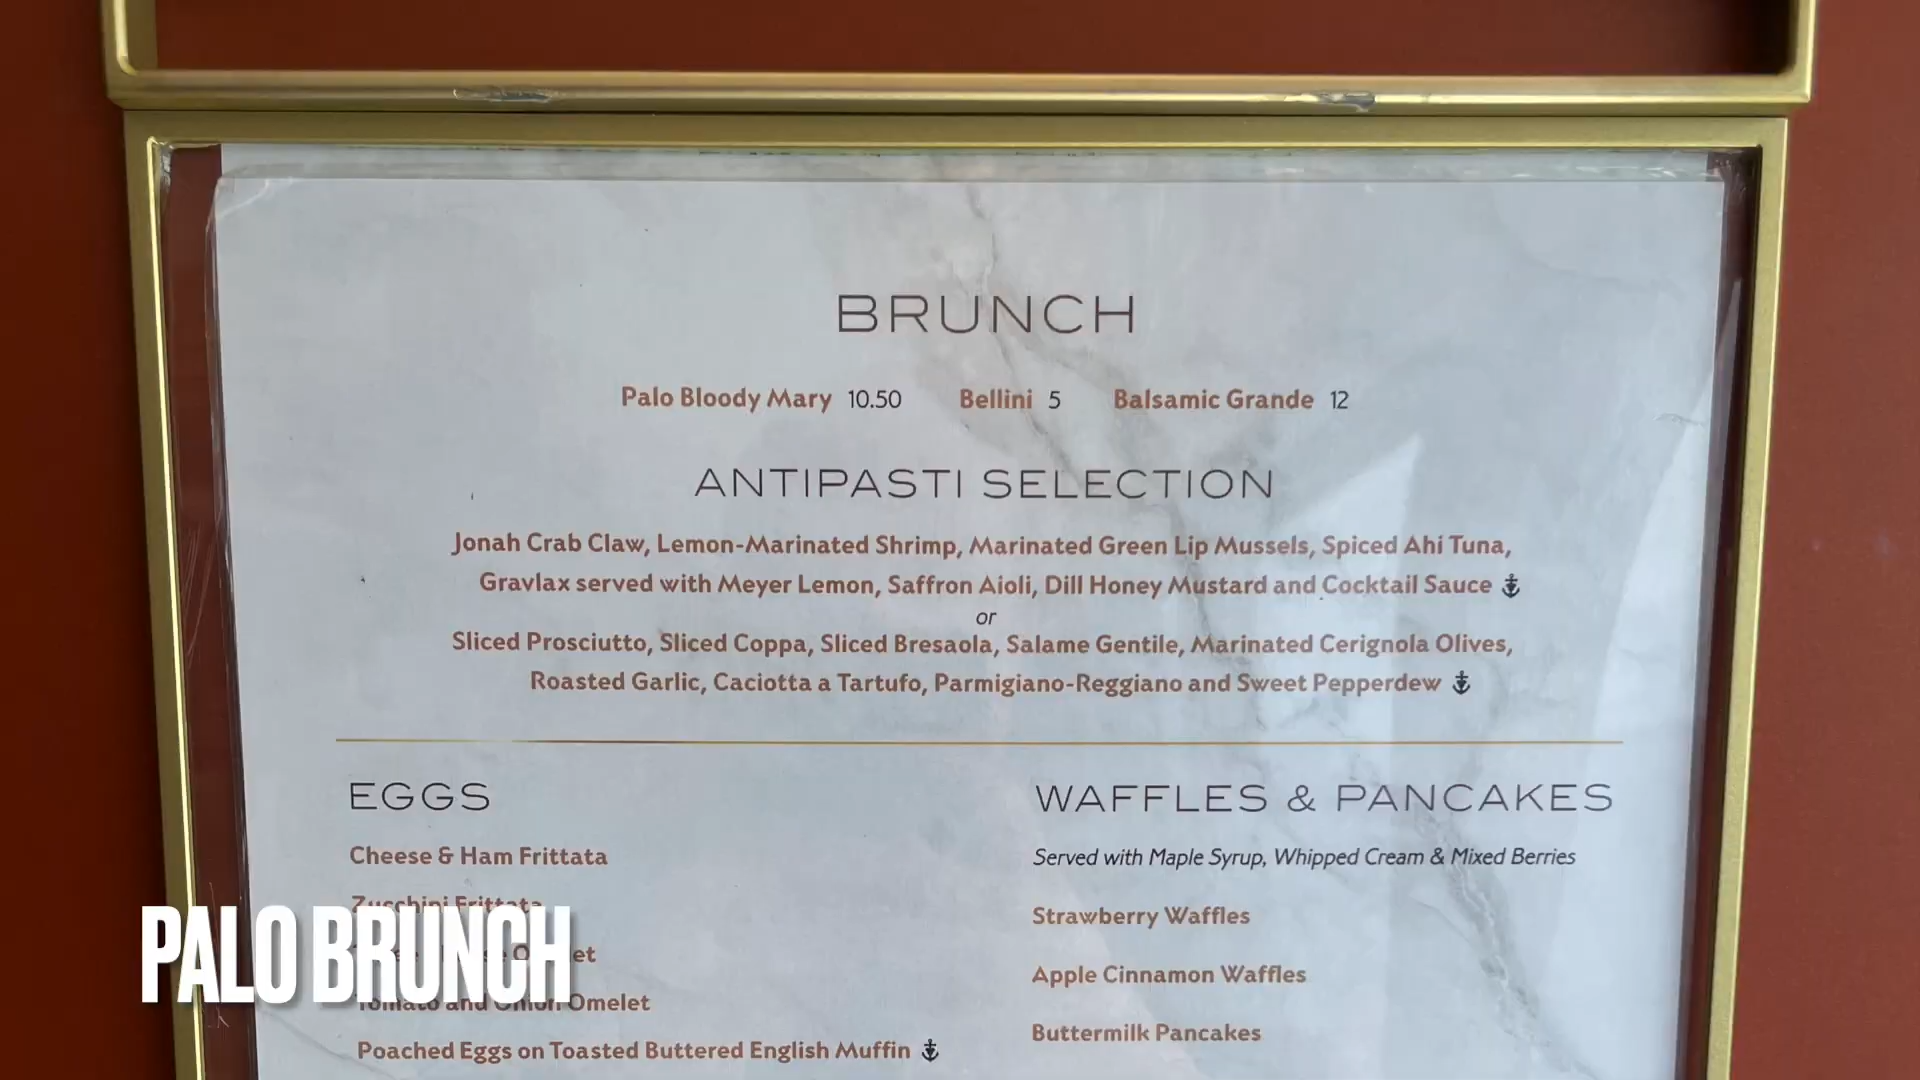 BRUNCH
Palo Bloody Mary 10.50 Bellini 5 Balsamic Grande 12
ANTIPASTI SELECTION
Jonah Crab Claw, Lemon-Marinated Shrimp, Marinated Green Lip Mussels, Spiced Ahi Tuna,
Gravlax served with Meyer Lemon, Saffron Aioli, Dill Honey Mustard and Cocktail Sauce
or
Sliced Prosciutto, Sliced Coppa, Sliced Bresaola, Salame Gentile, Marinated Cerignola Olives,
Roasted Garlic, Caciotta a Tartufo, Parmigiano-Reggiano and Sweet Pepperdew
EGGS
Cheese & Ham Frittata
Zucchini Frittata
Tomato and Onion Omelet
Poached Eggs on Toasted Buttered English Muffin
WAFFLES & PANCAKES
Served with Maple Syrup, Whipped Cream & Mixed Berries
Strawberry Waffles
Apple Cinnamon Waffles
Buttermilk Pancakes
PALO BRUNCH